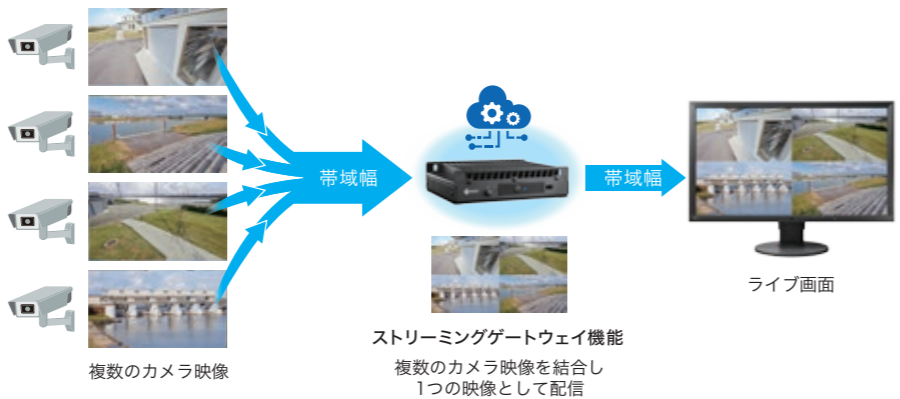 帯域幅
帯域幅
ライブ画面
ストリーミングゲートウェイ機能
複数のカメラ映像
複数のカメラ映像を結合し
1つの映像として配信